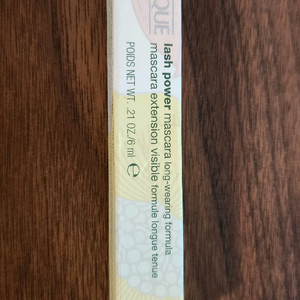 QUE
lash power mascara long-wearing formula
mascara extension visible formule longue tenue
POIDS NET WT. .21 OZ./6 ml ℮